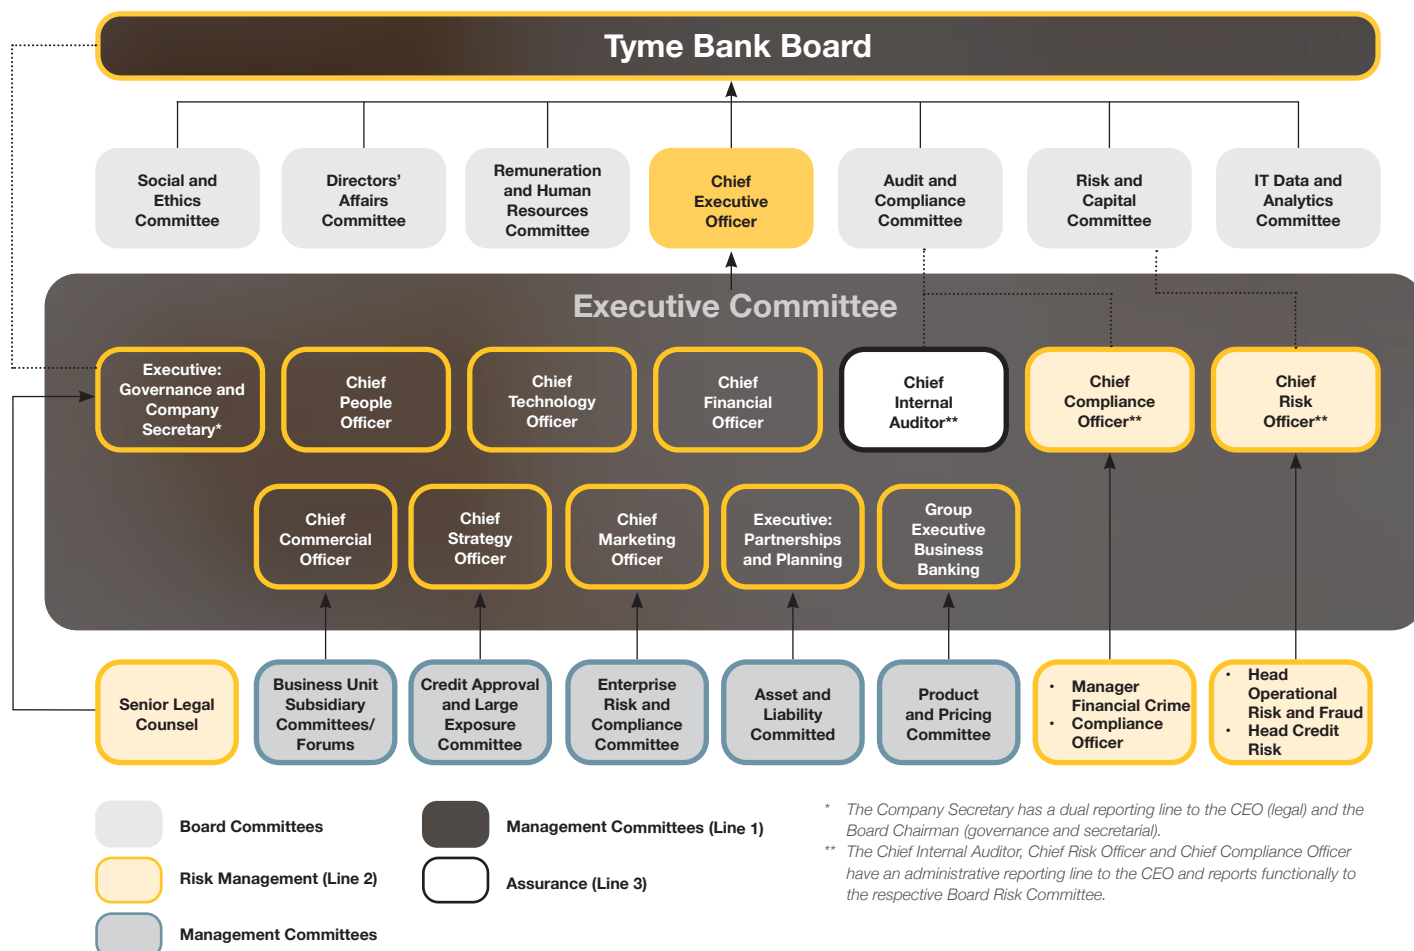 Tyme Bank Board
Social and
Ethics
Committee
Directors'
Affairs
Committee
Remuneration
and Human
Resources
Committee
Chief
Executive
Officer
Audit and
Compliance
Committee
Risk and
Capital
Committee
IT Data and
Analytics
Committee
Executive Committee
Executive:
Governance and
Company
Secretary*
Chief
People
Officer
Chief
Technology
Officer
Chief
Financial
Officer
Chief
Internal
Auditor**
Chief
Compliance
Officer**
Chief
Risk
Officer**
Chief
Commercial
Officer
Chief
Strategy
Officer
Chief
Marketing
Officer
Executive:
Partnerships
and Planning
Group
Executive
Business
Banking
Senior Legal
Counsel
Business Unit
Subsidiary
Committees/
Forums
Credit Approval
and Large
Exposure
Committee
Enterprise
Risk and
Compliance
Committee
Asset and
Liability
Committed
Product
and Pricing
Committee
• Manager
Financial Crime
• Compliance
Officer
• Head
Operational
Risk and Fraud
• Head Credit
Risk
Board Committees
Risk Management (Line 2)
Management Committees
Management Committees (Line 1)
Assurance (Line 3)
* The Company Secretary has a dual reporting line to the CEO (legal) and the
Board Chairman (governance and secretarial).
** The Chief Internal Auditor, Chief Risk Officer and Chief Compliance Officer
have an administrative reporting line to the CEO and reports functionally to
the respective Board Risk Committee.